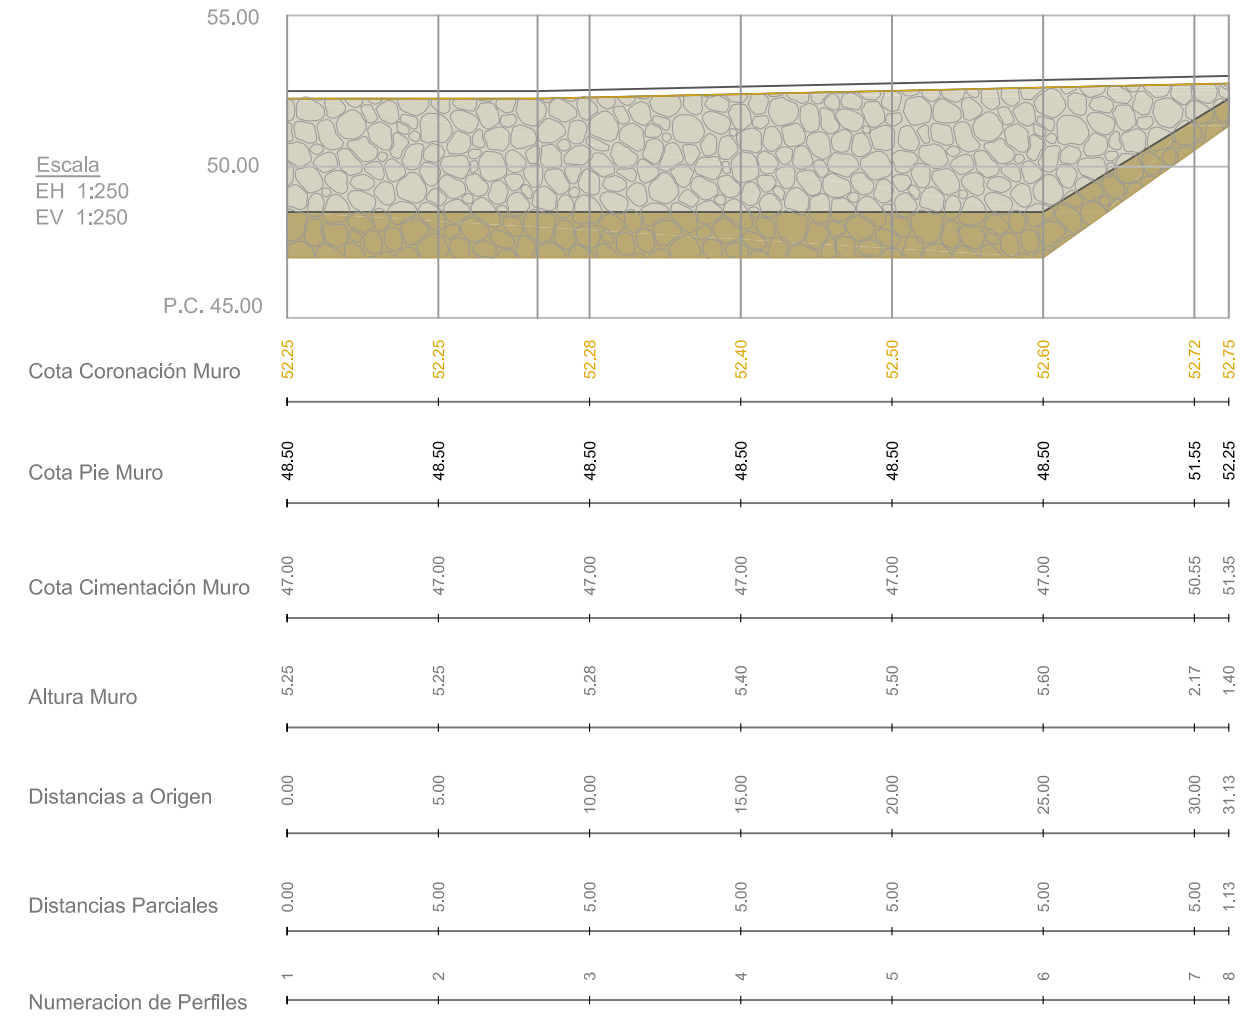 55.00
Escala
EH 1:250
EV 1:250
50.00
P.C. 45.00
Cota Coronación Muro 52.25 52.25 52.28 52.40 52.50 52.60 52.72 52.75
Cota Pie Muro 48.50 48.50 48.50 48.50 48.50 48.50 51.55 52.25
Cota Cimentación Muro 47.00 47.00 47.00 47.00 47.00 47.00 50.55 51.35
Altura Muro 5.25 5.25 5.28 5.40 5.50 5.60 2.17 1.40
Distancias a Origen 0.00 5.00 10.00 15.00 20.00 25.00 30.00 31.13
Distancias Parciales 0.00 5.00 5.00 5.00 5.00 5.00 5.00 1.13
Numeracion de Perfiles 1 2 3 4 5 6 7 8